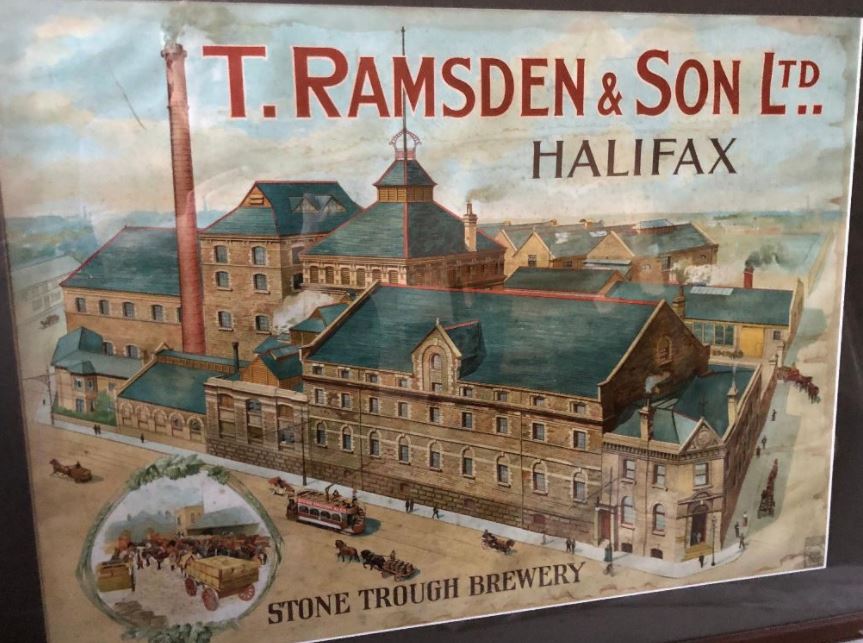 T. RAMSDEN & SON LTD.
HALIFAX
STONE TROUGH BREWERY